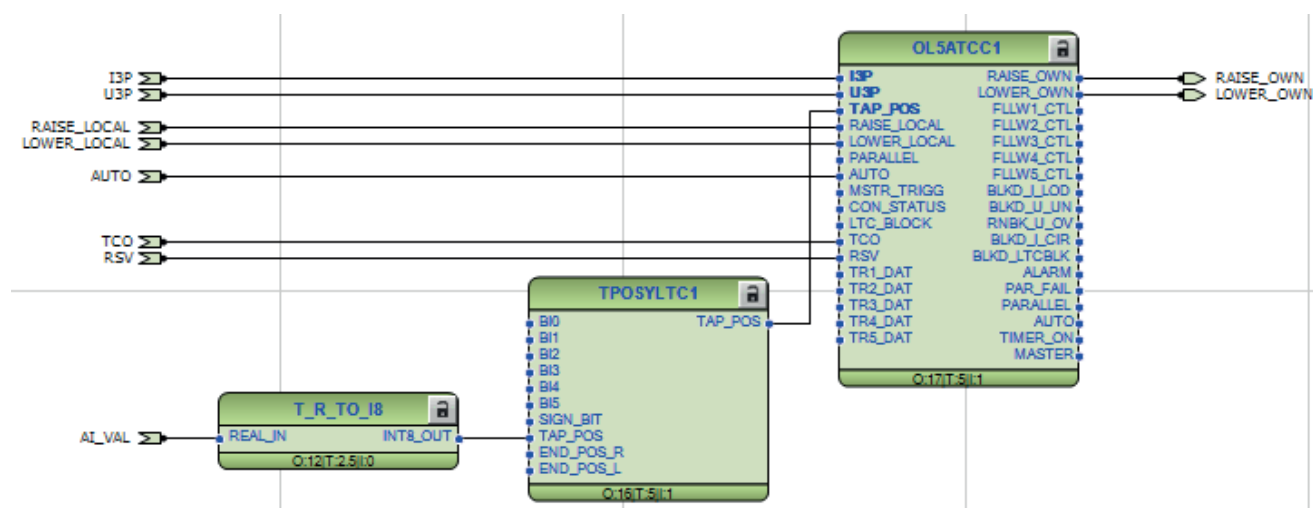 OL5ATCC1
I3P I3P RAISE_OWN RAISE_OWN
U3P U3P LOWER_OWN LOWER_OWN
TAP_POS FLLW1_CTL
RAISE_LOCAL RAISE_LOCAL FLLW2_CTL
LOWER_LOCAL LOWER_LOCAL FLLW3_CTL
PARALLEL FLLW4_CTL
AUTO AUTO FLLW5_CTL
MSTR_TRIGG BLKD_I_LOD
CON_STATUS BLKD_U_UN
LTC_BLOCK RNBK_U_OV
TCO TCO BLKD_I_CIR
RSV RSV BLKD_LTCBLK
TR1_DAT ALARM
TR2_DAT PAR_FAIL
TR3_DAT PARALLEL
TR4_DAT AUTO
TR5_DAT TIMER_ON
MASTER
O:17|T:5|I:1
TPOSYLTC1
BI0 TAP_POS
BI1
BI2
BI3
BI4
BI5
SIGN_BIT
TAP_POS
END_POS_R
END_POS_L
O:16|T:5|I:1
T_R_TO_I8
AI_VAL REAL_IN INT8_OUT
O:12|T:2.5|I:0